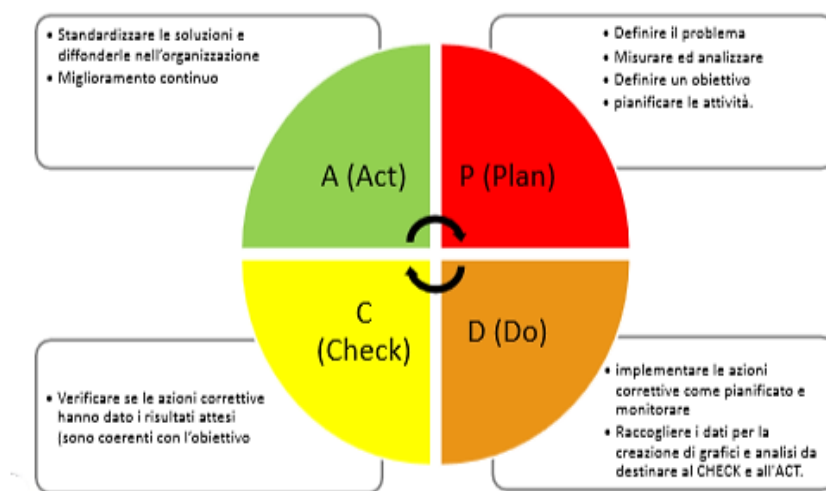 • Standardizzare le soluzioni e
diffonderle nell'organizzazione
• Miglioramento continuo
• Definire il problema
• Misurare ed analizzare
• Definire un obiettivo
• pianificare le attività.
A (Act)
P (Plan)
C
(Check)
D (Do)
• Verificare se le azioni correttive
hanno dato i risultati attesi
(sono coerenti con l'obiettivo
• implementare le azioni
correttive come pianificato e
monitorare
• Raccogliere i dati per la
creazione di grafici e analisi da
destinare al CHECK e all'ACT.